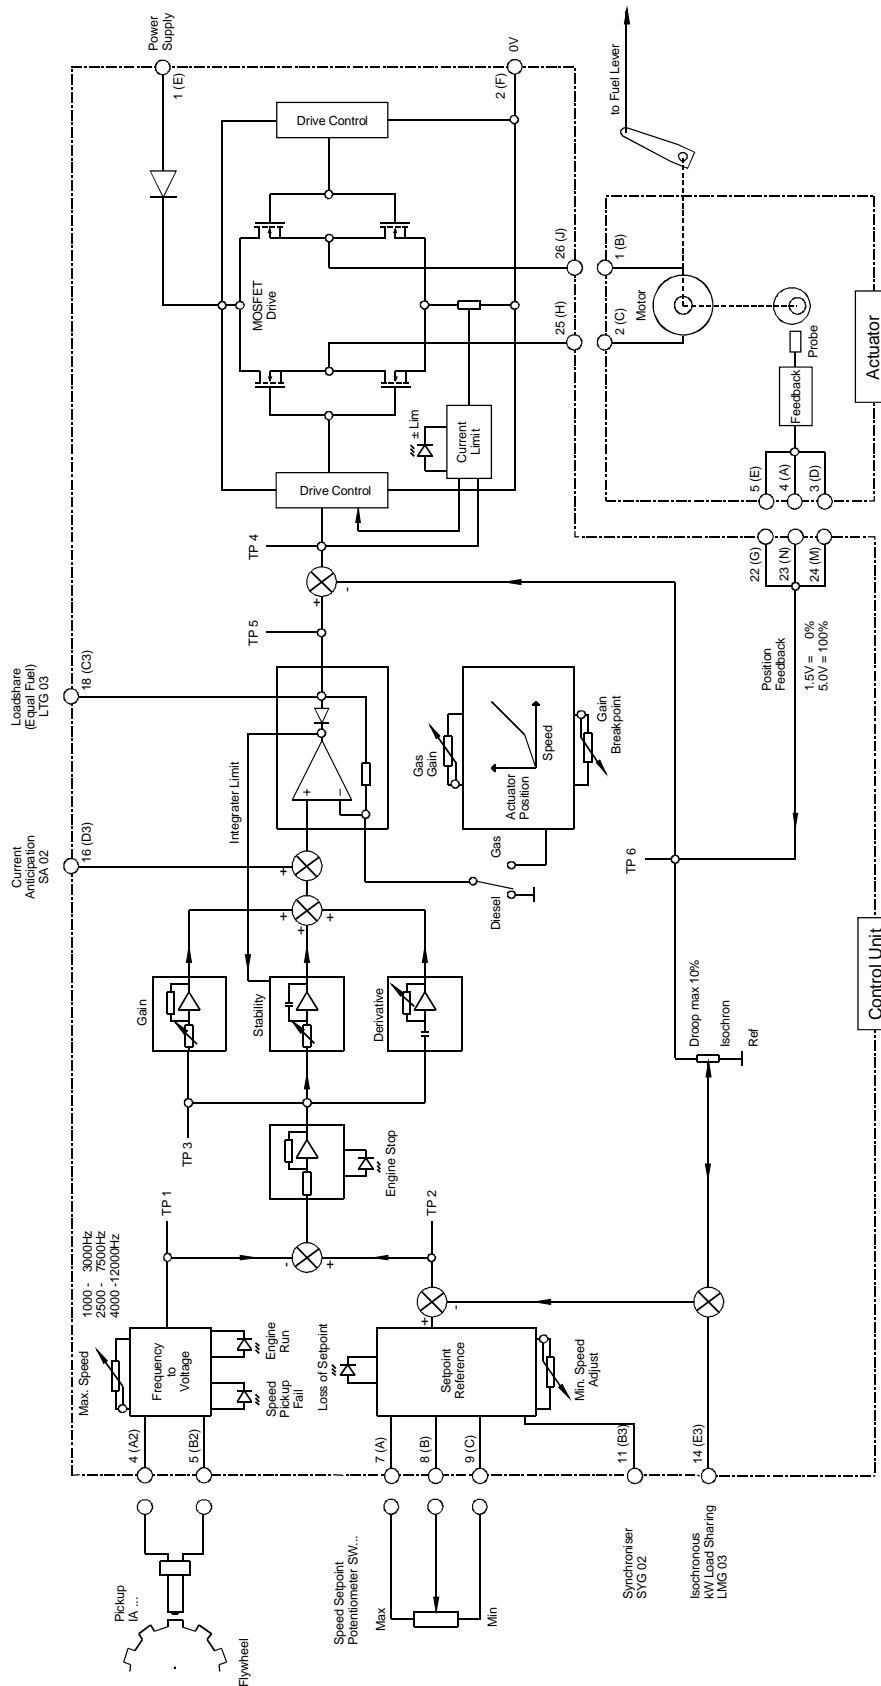 Pickup
IA ...
Flywheel
4 (A2)
5 (B2)
Max. Speed
1000 - 3000Hz
2500 - 7500Hz
4000 -12000Hz
Frequency
to
Voltage
Speed
Pickup
Fail
Engine
Run
TP 1
Speed Setpoint
Potentiometer SW...
Max
Min
7 (A)
8 (B)
9 (C)
Loss of Setpoint
Setpoint
Reference
Min. Speed
Adjust
11 (B3)
14 (E3)
Synchroniser
SYG 02
Isochronous
kW Load Sharing
LMG 03
+
-
TP 2
-
+
Engine Stop
TP 3
Gain
Stability
Derivative
+
+
+
+
Current
Anticipation
SA 02
16 (D3)
Integrater Limit
Loadshare
(Equal Fuel)
LTG 03
18 (C3)
+
–
Diesel
Gas
Gas
Gain
Actuator
Position
Speed
Gain
Breakpoint
TP 5
+
-
TP 4
Drive Control
± Lim
Current
Limit
MOSFET
Drive
Drive Control
Power
Supply
1 (E)
2 (F)
0V
25 (H)
26 (J)
2 (C)
1 (B)
Motor
to Fuel Lever
Probe
Feedback
5 (E)
4 (A)
3 (D)
Actuator
22 (G)
23 (N)
24 (M)
Position
Feedback
1.5V = 0%
5.0V = 100%
TP 6
Droop max 10%
Isochron
Ref
Control Unit